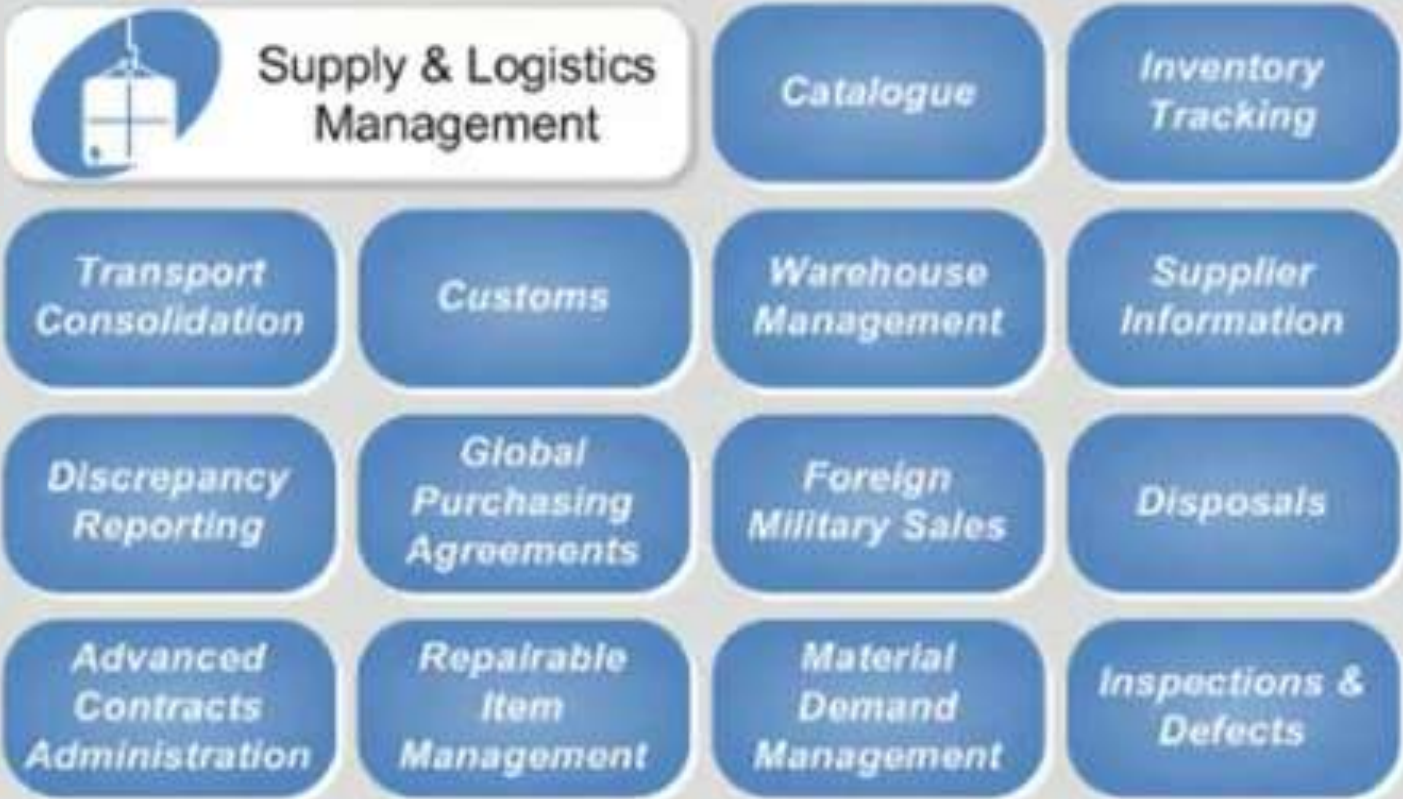 Supply & Logistics
Management
Catalogue
Inventory
Tracking
Transport
Consolidation
Customs
Warehouse
Management
Supplier
Information
Discrepancy
Reporting
Global
Purchasing
Agreements
Foreign
Military Sales
Disposals
Advanced
Contracts
Administration
Repairable
Item
Management
Material
Demand
Management
Inspections &
Defects